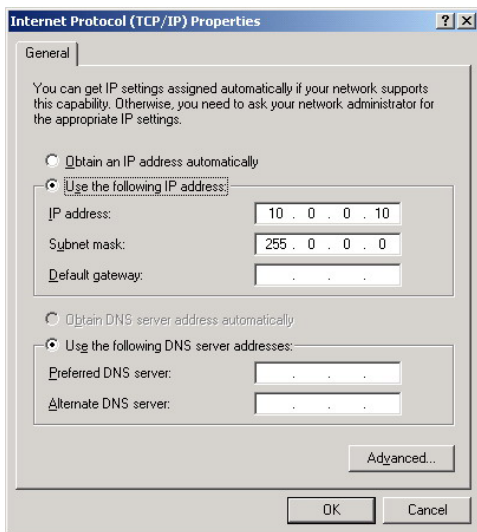 Internet Protocol (TCP/IP) Properties
General
You can get IP settings assigned automatically if your network supports
this capability. Otherwise, you need to ask your network administrator for
the appropriate IP settings.
Obtain an IP address automatically
Use the following IP address:
IP address: 10 . 0 . 0 . 10
Subnet mask: 255 . 0 . 0 . 0
Default gateway: . . .
Obtain DNS server address automatically
Use the following DNS server addresses:
Preferred DNS server: . . .
Alternate DNS server: . . .
Advanced...
OK Cancel